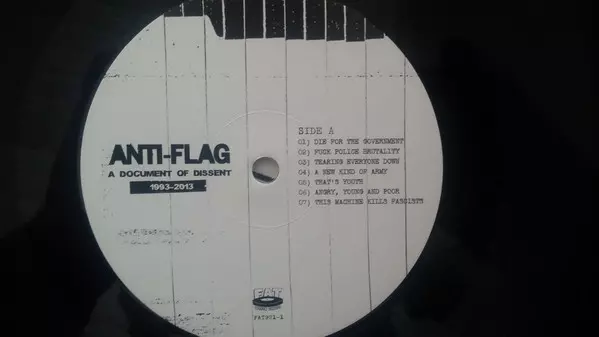 ANTI-FLAG
A DOCUMENT OF DISSENT
1993-2013
SIDE A
01) DIE FOR THE GOVERNMENT
02) FUCK POLICE BRUTALITY
03) TEARING EVERYONE DOWN
04) A NEW KIND OF ARMY
05) THAT'S YOUTH
06) ANGRY, YOUNG AND POOR
07) THIS MACHINE KILLS FASCISTS
FAT